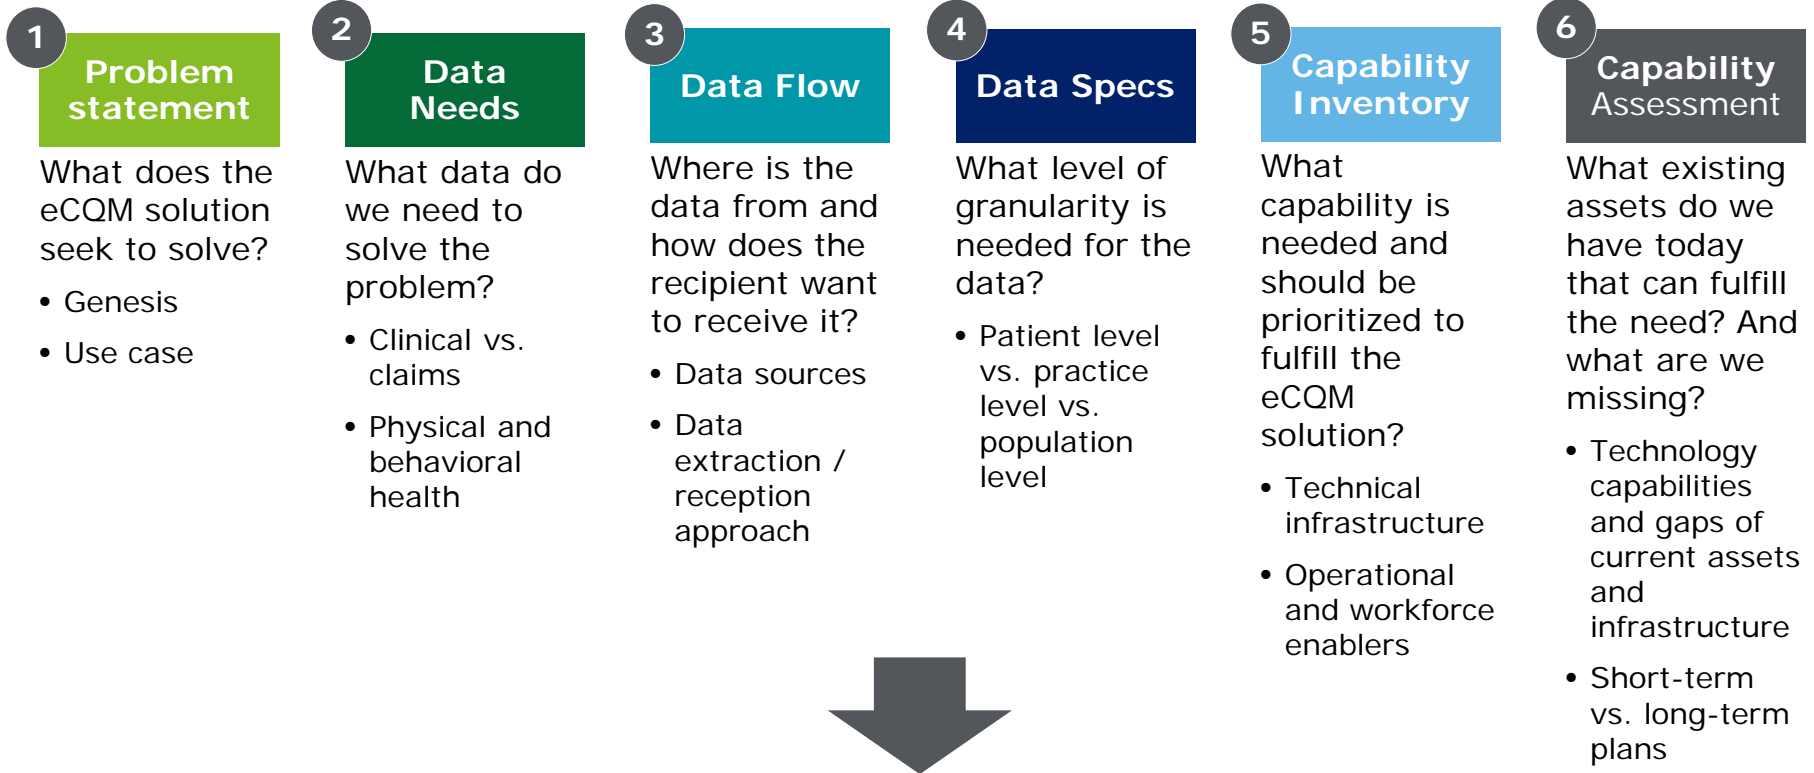 1
Problem
statement
What does the
eCQM solution
seek to solve?
• Genesis
• Use case
2
Data
Needs
What data do
we need to
solve the
problem?
• Clinical vs.
claims
• Physical and
behavioral
health
3
Data Flow
Where is the
data from and
how does the
recipient want
to receive it?
• Data sources
• Data
extraction /
reception
approach
4
Data Specs
What level of
granularity is
needed for the
data?
• Patient level
vs. practice
level vs.
population
level
5
Capability
Inventory
What
capability is
needed and
should be
prioritized to
fulfill the
eCQM
solution?
• Technical
infrastructure
• Operational
and workforce
enablers
6
Capability
Assessment
What existing
assets do we
have today
that can fulfill
the need? And
what are we
missing?
• Technology
capabilities
and gaps of
current assets
and
infrastructure
• Short-term
vs. long-term
plans